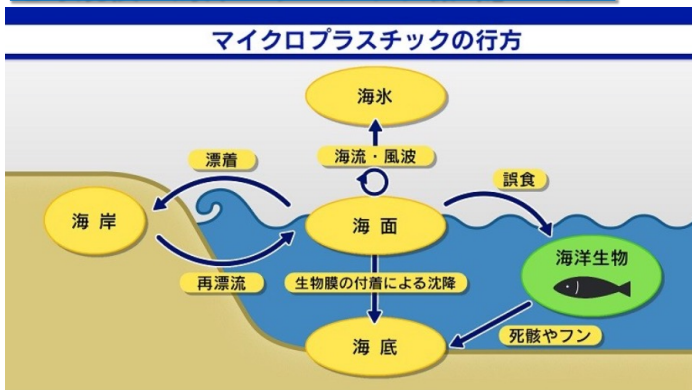 マイクロプラスチックの行方
海氷
漂着
海流・風波
誤食
海岸
海面
海洋生物
再漂流
生物膜の付着による沈降
海底
死骸やフン